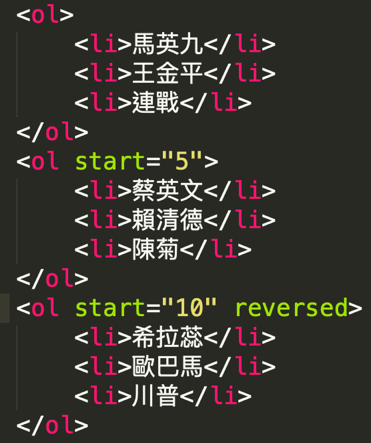 <ol>
    <li>馬英九</li>
    <li>王金平</li>
    <li>連戰</li>
</ol>
<ol start="5">
    <li>蔡英文</li>
    <li>賴清德</li>
    <li>陳菊</li>
</ol>
<ol start="10" reversed>
    <li>希拉蕊</li>
    <li>歐巴馬</li>
    <li>川普</li>
</ol>